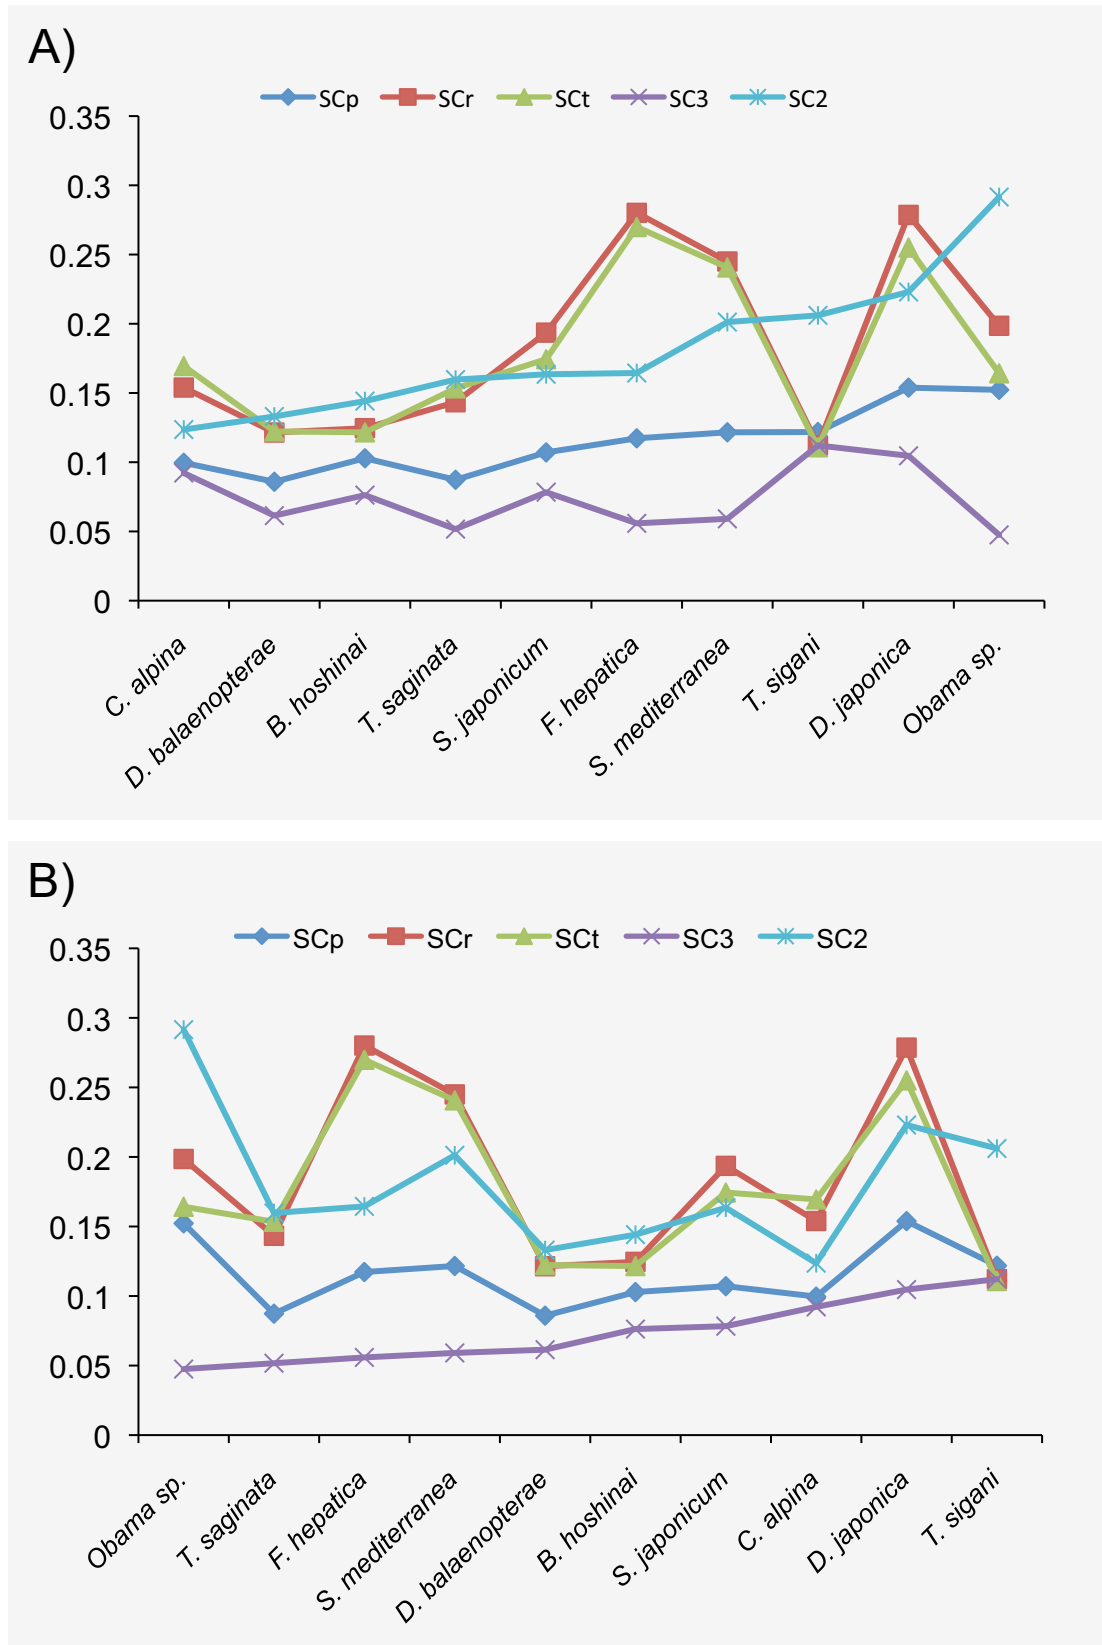 A)
SCp SCr SCt SC3 SC2
0.35
0.3
0.25
0.2
0.15
0.1
0.05
0
C. alpina
D. balaenopterae
B. hoshinai
T. saginata
S. japonicum
F. hepatica
S. mediterranea
T. sigani
D. japonica
Obama sp.
B)
SCp SCr SCt SC3 SC2
0.35
0.3
0.25
0.2
0.15
0.1
0.05
0
Obama sp.
T. saginata
F. hepatica
S. mediterranea
D. balaenopterae
B. hoshinai
S. japonicum
C. alpina
D. japonica
T. sigani